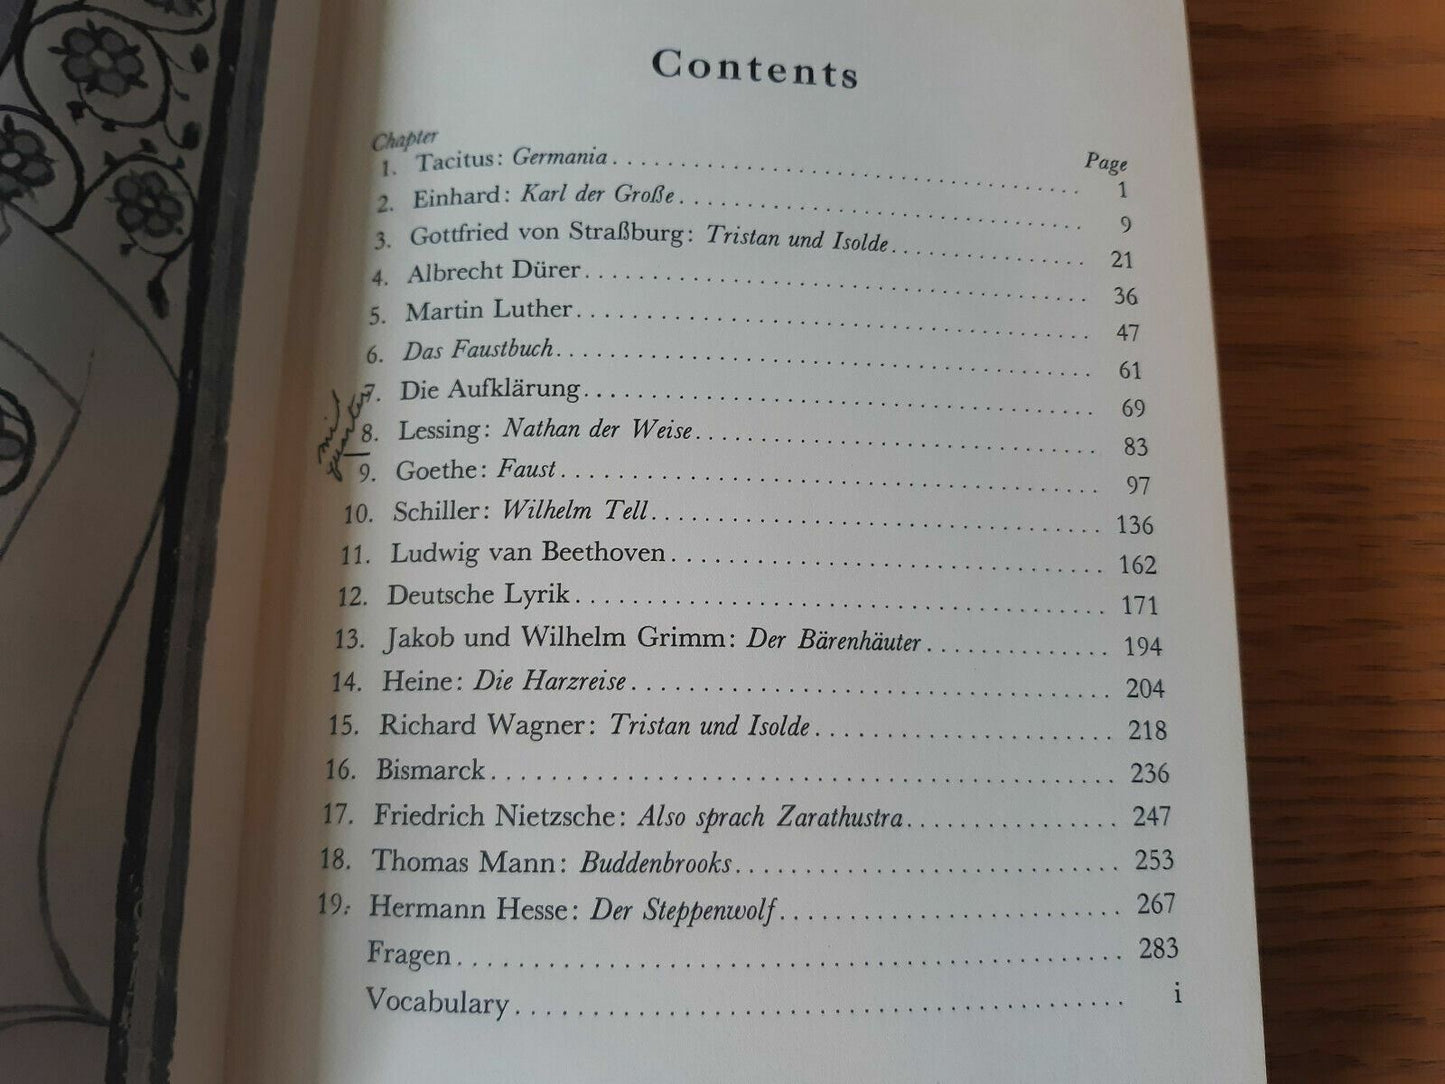 Contents
Chapter
Page
1. Tacitus: Germania 1
2. Einhard: Karl der Große 9
3. Gottfried von Straßburg: Tristan und Isolde 21
4. Albrecht Dürer 36
5. Martin Luther 47
6. Das Faustbuch 61
7. Die Aufklärung 69
8. Lessing: Nathan der Weise 83
mid
quarter
9. Goethe: Faust 97
10. Schiller: Wilhelm Tell 136
11. Ludwig van Beethoven 162
12. Deutsche Lyrik 171
13. Jakob und Wilhelm Grimm: Der Bärenhäuter 194
14. Heine: Die Harzreise 204
15. Richard Wagner: Tristan und Isolde 218
16. Bismarck 236
17. Friedrich Nietzsche: Also sprach Zarathustra 247
18. Thomas Mann: Buddenbrooks 253
19. Hermann Hesse: Der Steppenwolf 267
Fragen 283
Vocabulary i